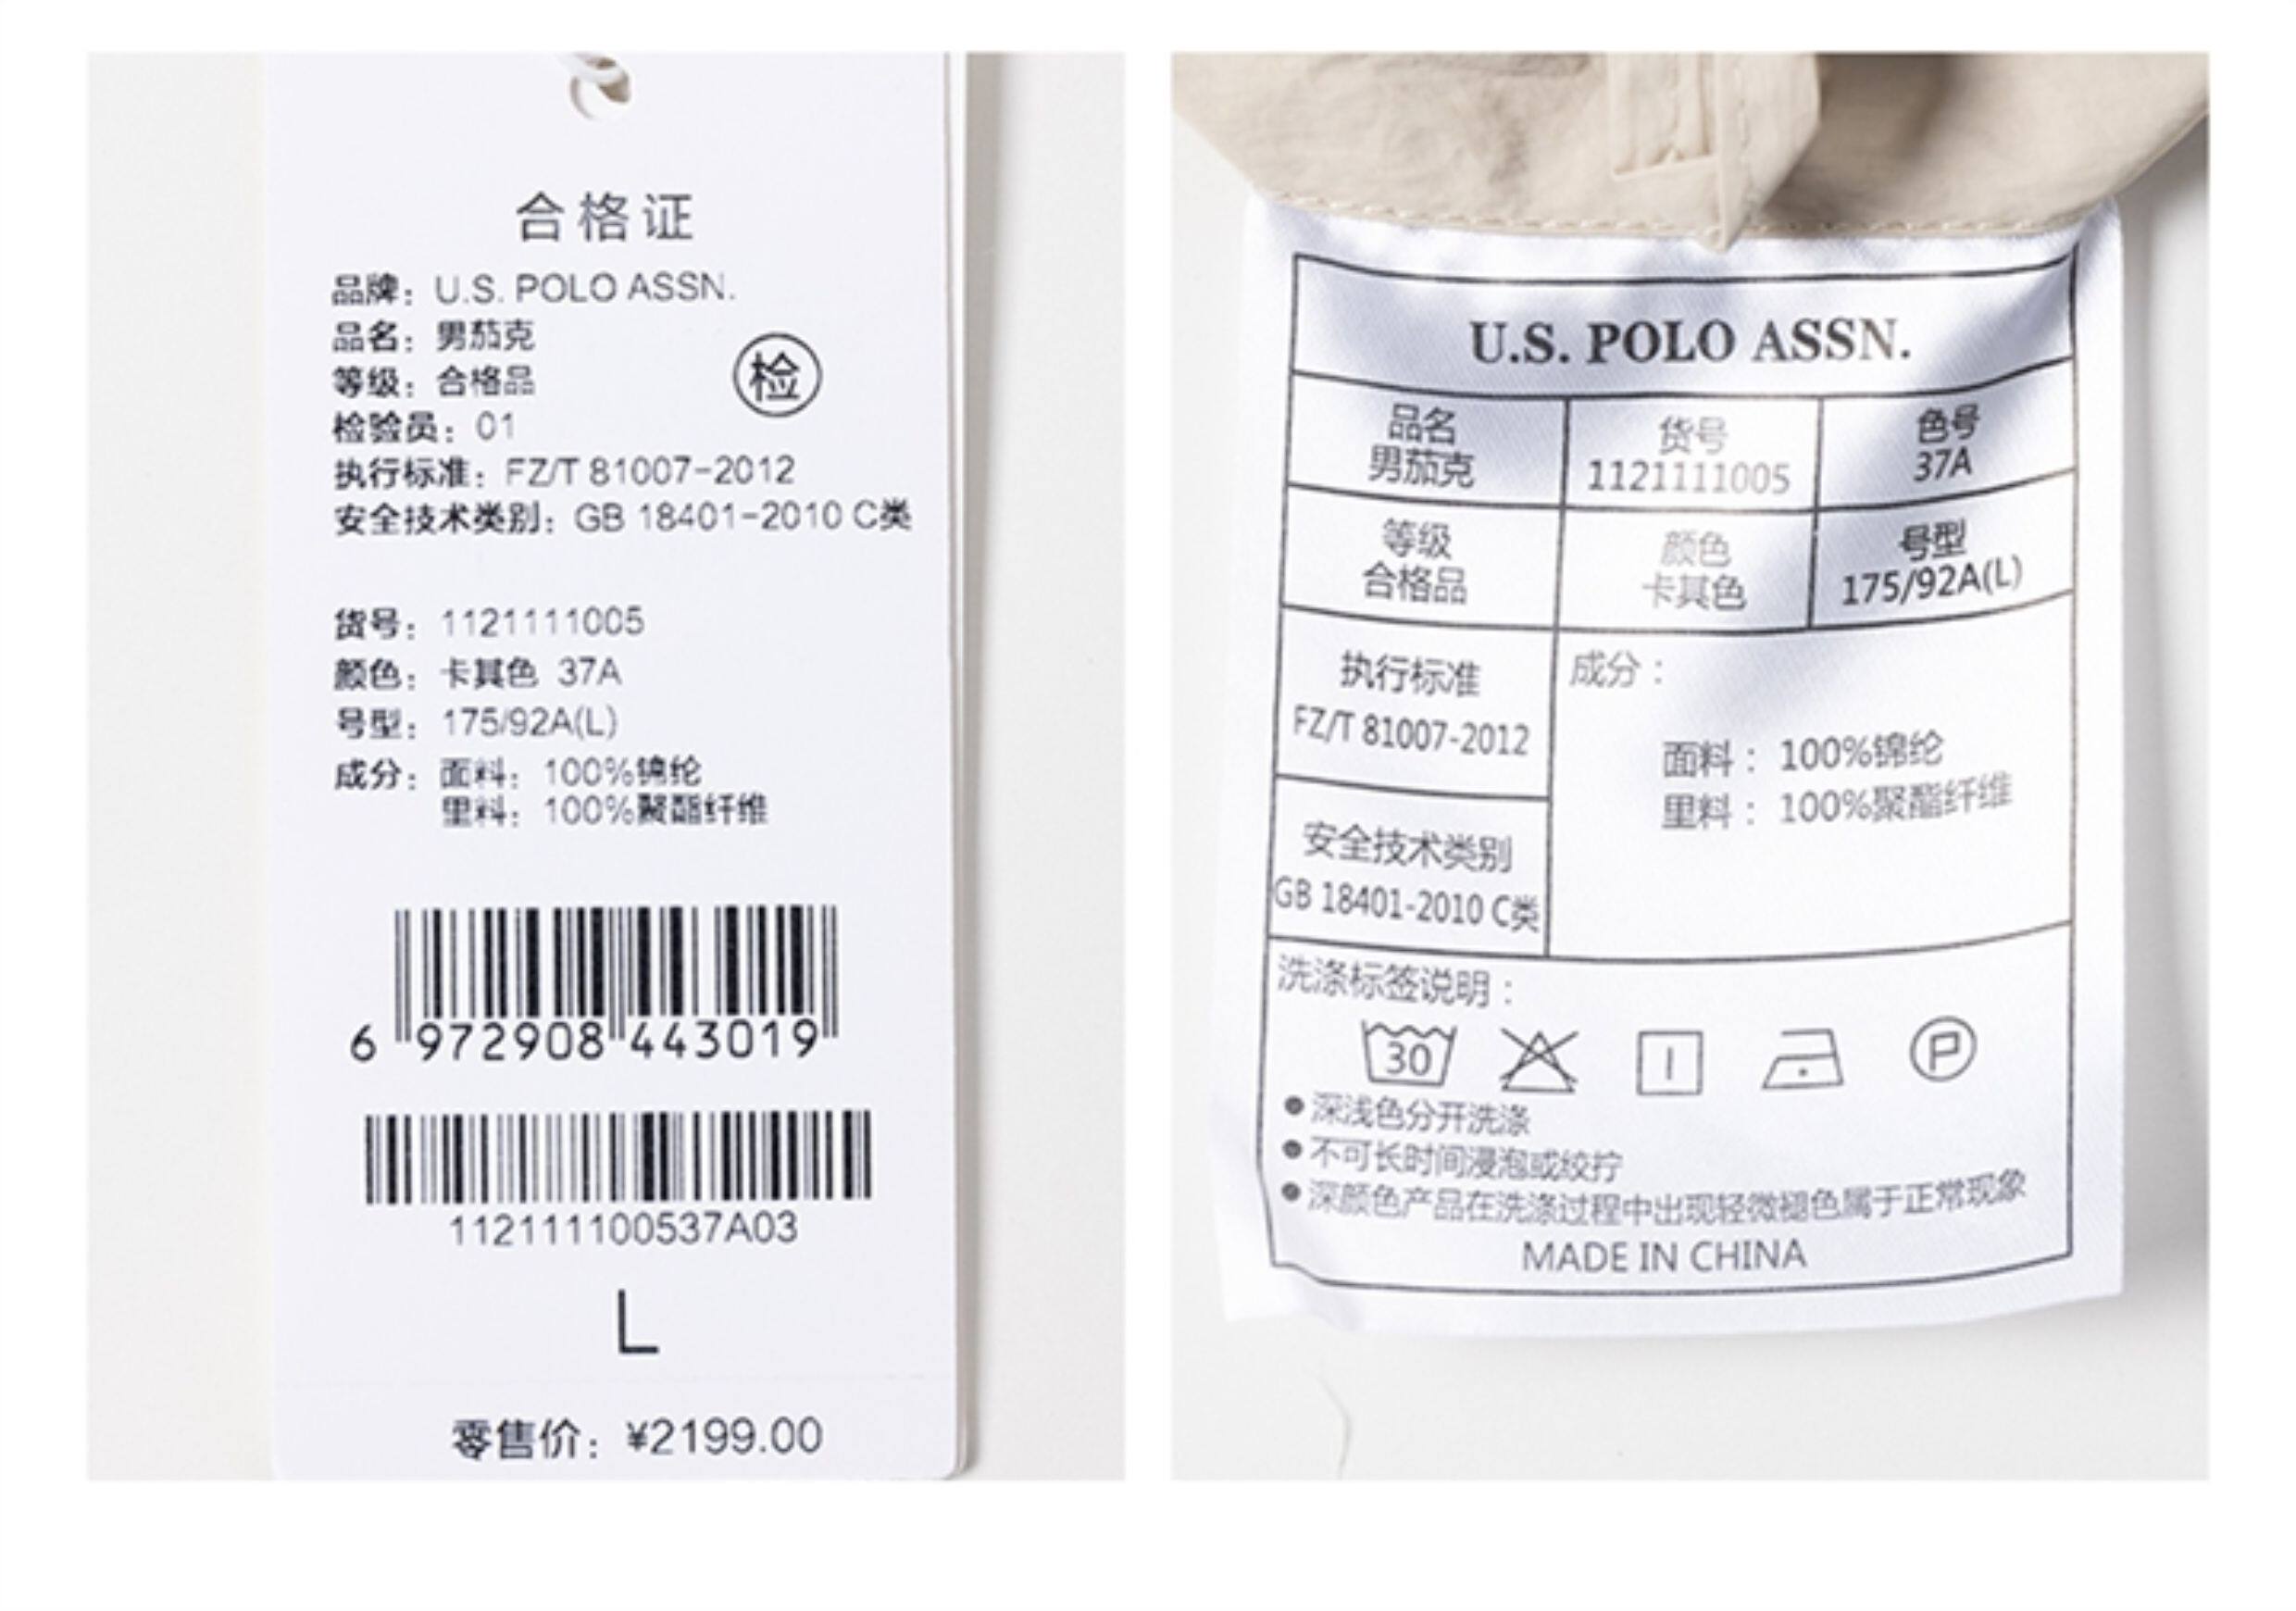 合格证
品牌：U.S. POLO ASSN.
品名：男茄克
等级：合格品
检
检验员：01
执行标准：FZ/T 81007-2012
安全技术类别：GB 18401-2010 C类
货号：1121111005
颜色：卡其色 37A
号型：175/92A(L)
成分：面料：100%锦纶
里料：100%聚酯纤维
6 972908 443019
112111100537A03
L
零售价：¥2199.00
U.S. POLO ASSN.
品名 货号 色号
男茄克 1121111005 37A
等级 颜色 号型
合格品 卡其色 175/92A(L)
执行标准
FZ/T 81007-2012
安全技术类别
GB 18401-2010 C类
成分：
面料：100%锦纶
里料：100%聚酯纤维
洗涤标签说明：
30 P
●深浅色分开洗涤
●不可长时间浸泡或绞拧
●深颜色产品在洗涤过程中出现轻微褪色属于正常现象
MADE IN CHINA